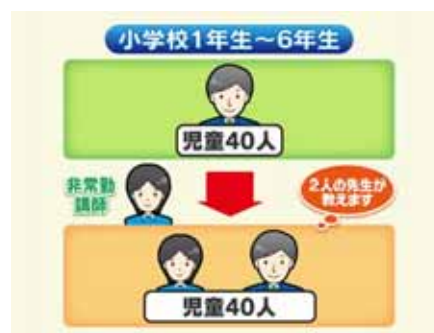 小学校1年生～6年生
児童40人
非常勤
講師
2人の先生が
教えます
児童40人